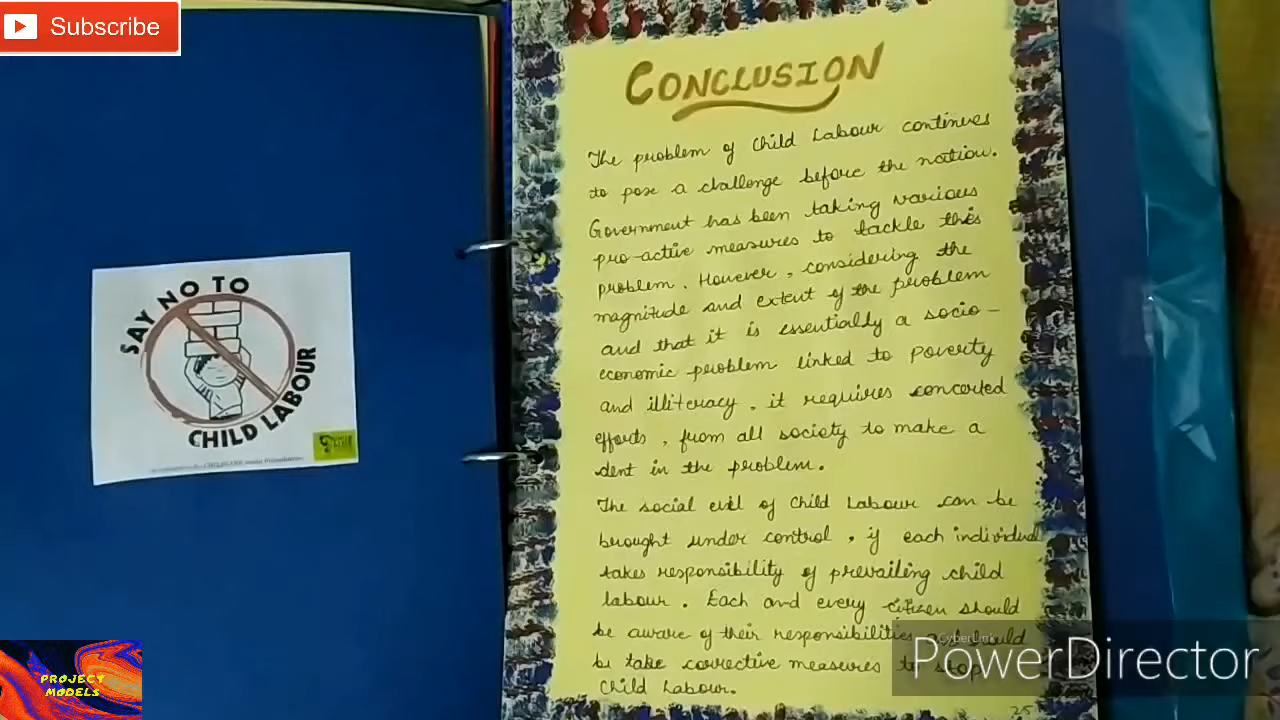 Subscribe
SAY NO TO
CHILD LABOUR
CONCLUSION
The problem of Child Labour continues
to pose a challenge before the nation.
Government has been taking various
pro-active measures to tackle this
problem. However, considering the
magnitude and extent of the problem
and that it is essentially a socio-
economic problem linked to poverty
and illiteracy, it requires concerted
efforts, from all society to make a
dent in the problem.
The social evil of Child Labour can be
brought under control, if each individual
takes responsibility of prevailing child
labour. Each and every citizen should
be aware of their responsibilities should
be take corrective measures to stop
Child Labour.
25
CyberLink
PowerDirector
PROJECT
MODELS